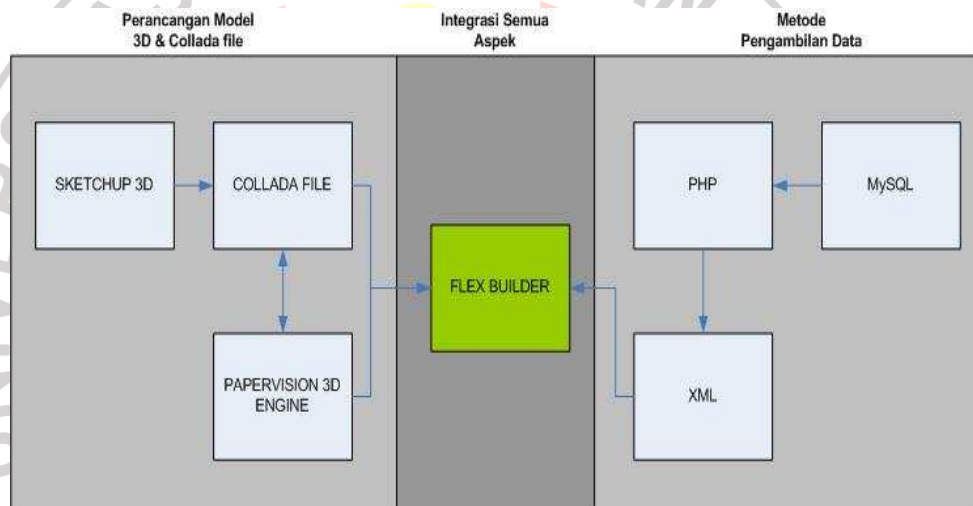 Perancangan Model
3D & Collada file
Integrasi Semua
Aspek
Metode
Pengambilan Data
SKETCHUP 3D
COLLADA FILE
PHP
MySQL
FLEX BUILDER
PAPERVISION 3D
ENGINE
XML